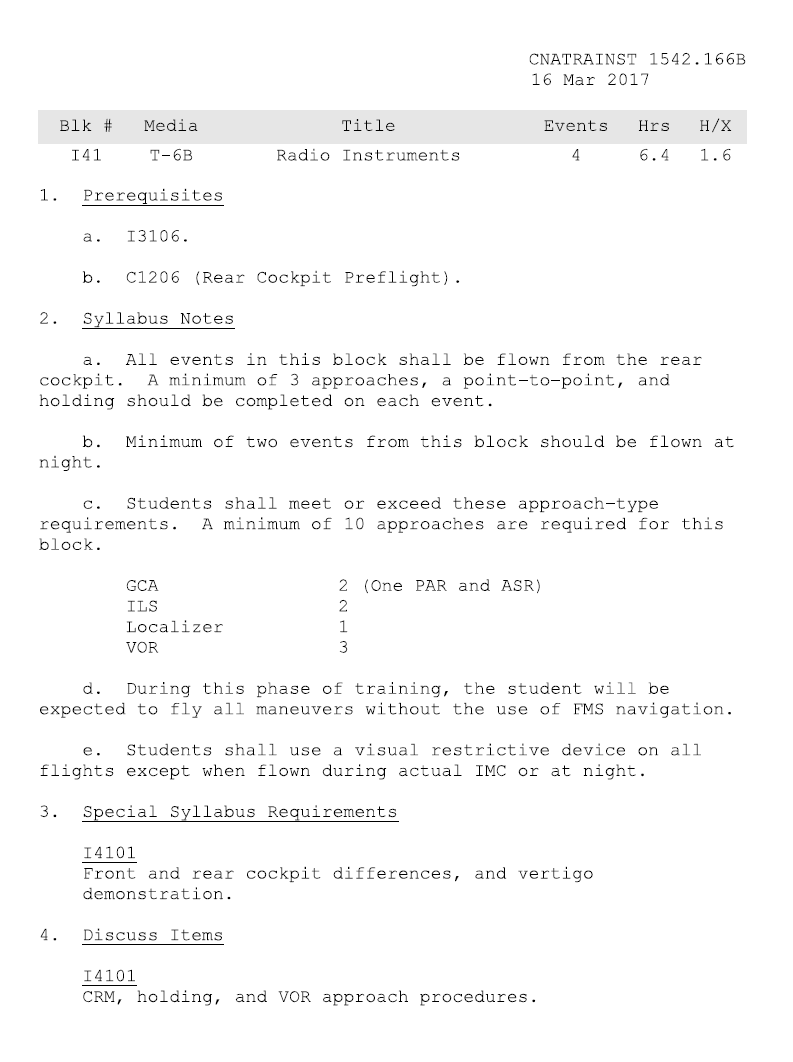 CNATRAINST 1542.166B
16 Mar 2017
Blk # Media Title Events Hrs H/X
I41 T-6B Radio Instruments 4 6.4 1.6
1. Prerequisites
a. I3106.
b. C1206 (Rear Cockpit Preflight).
2. Syllabus Notes
a. All events in this block shall be flown from the rear
cockpit. A minimum of 3 approaches, a point-to-point, and
holding should be completed on each event.
b. Minimum of two events from this block should be flown at
night.
c. Students shall meet or exceed these approach-type
requirements. A minimum of 10 approaches are required for this
block.
GCA 2 (One PAR and ASR)
ILS 2
Localizer 1
VOR 3
d. During this phase of training, the student will be
expected to fly all maneuvers without the use of FMS navigation.
e. Students shall use a visual restrictive device on all
flights except when flown during actual IMC or at night.
3. Special Syllabus Requirements
I4101
Front and rear cockpit differences, and vertigo
demonstration.
4. Discuss Items
I4101
CRM, holding, and VOR approach procedures.